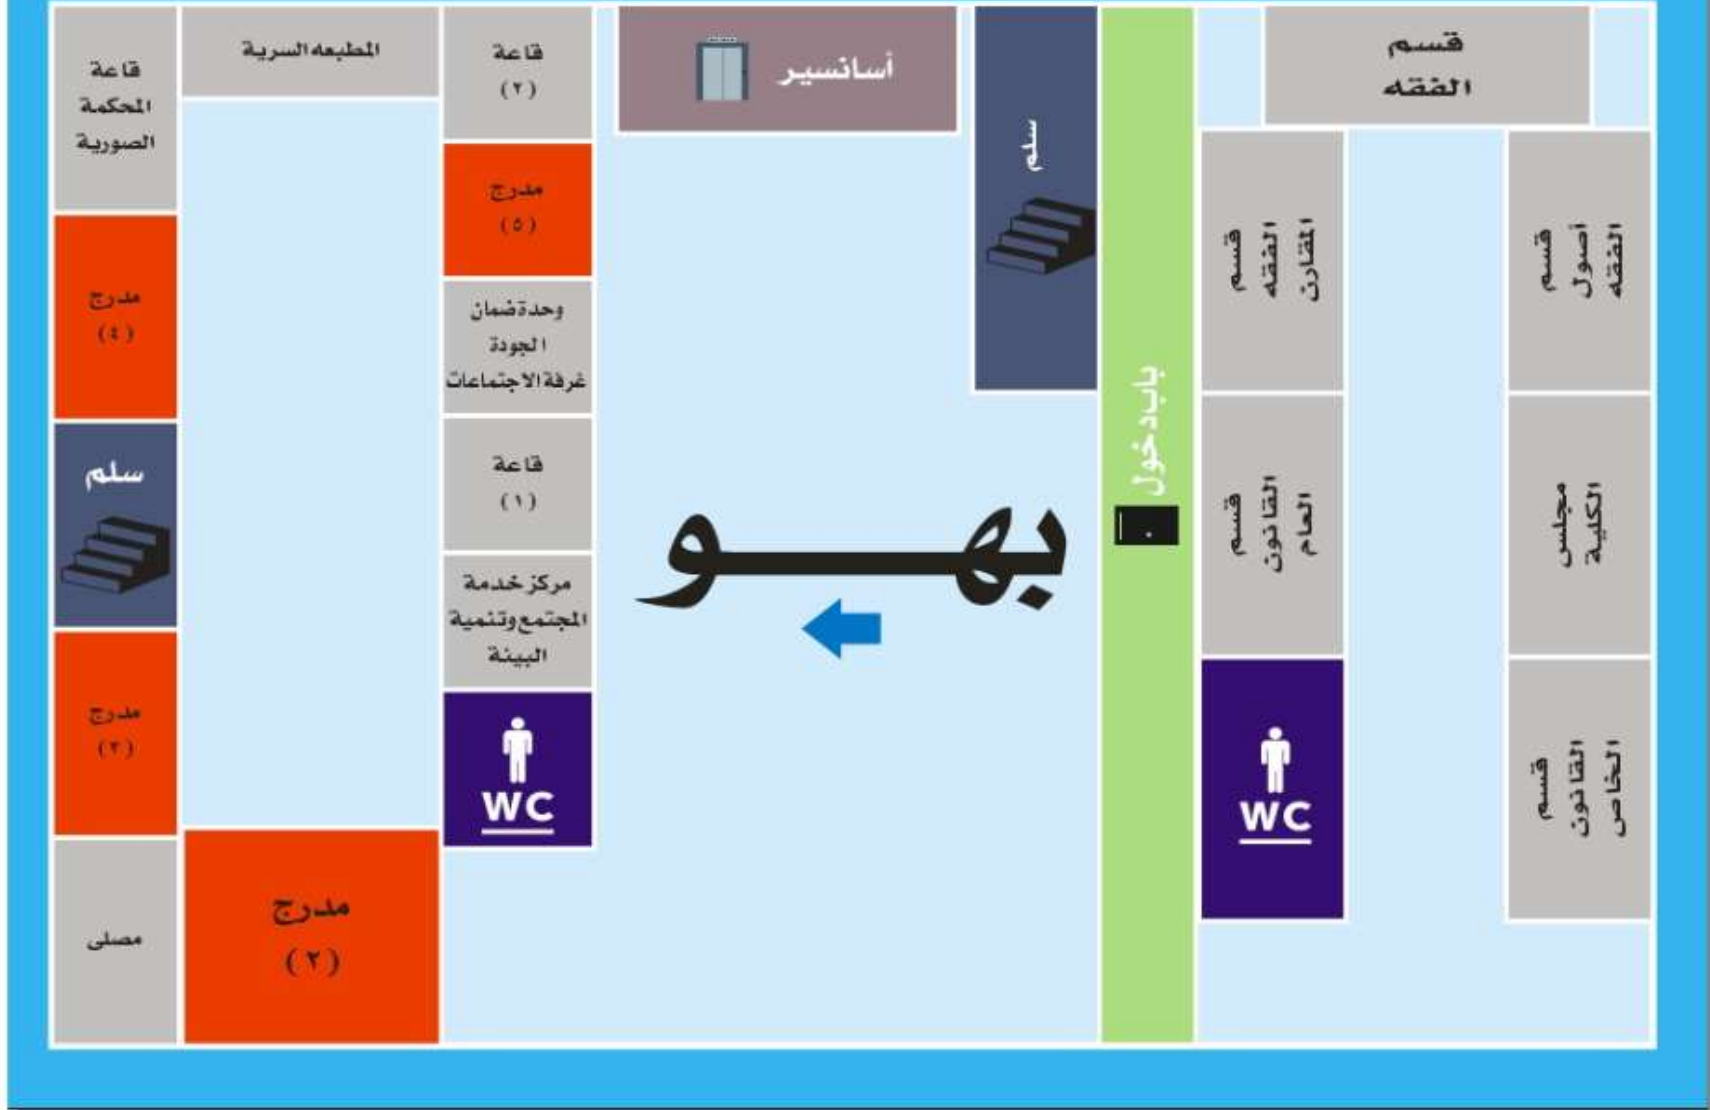 قسم
الفقه
قسم
أصول
الفقه
مجلس
الكلية
قسم
القانون
الخاص
قسم
الفقه
المقارن
قسم
القانون
العام
WC
باب دخول
سلم
أسانسير
بهــــو
قاعة
(٢)
مدرج
(٥)
وحدة ضمان
الجودة
غرفة الاجتماعات
قاعة
(١)
مركز خدمة
المجتمع وتنمية
البيئة
WC
المطبعه السرية
مدرج
(٢)
قاعة
المحكمة
الصورية
مدرج
(٤)
سلم
مدرج
(٣)
مصلى